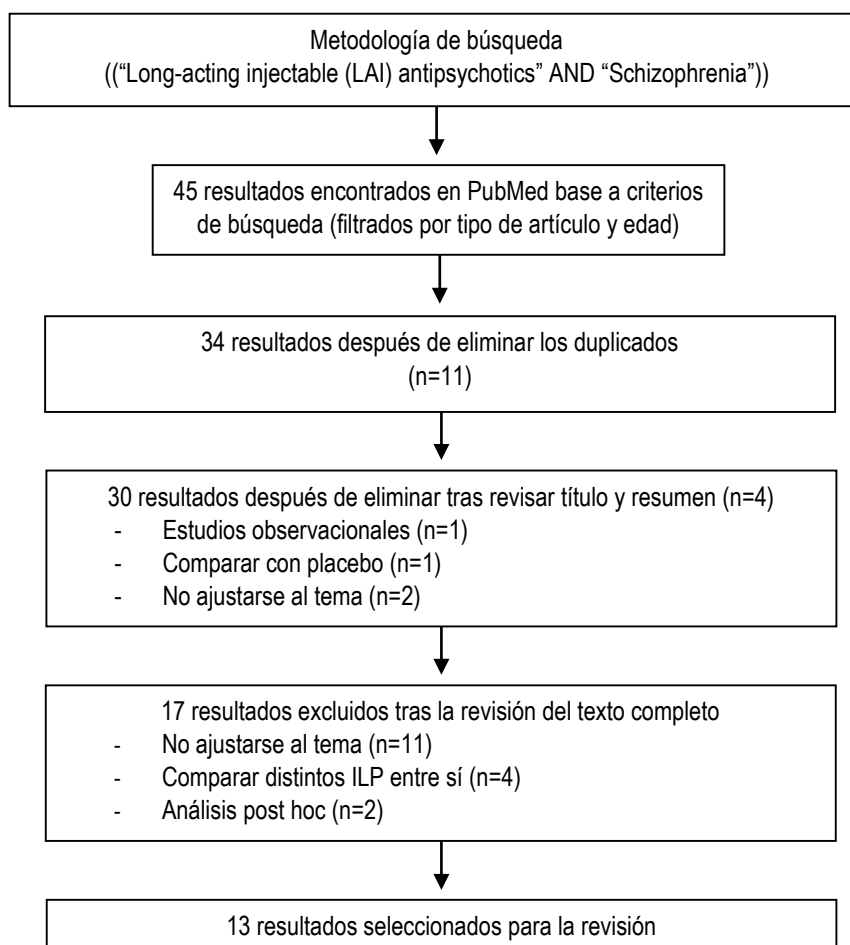 Metodología de búsqueda
((“Long-acting injectable (LAI) antipsychotics” AND “Schizophrenia”))
45 resultados encontrados en PubMed base a criterios
de búsqueda (filtrados por tipo de artículo y edad)
34 resultados después de eliminar los duplicados
(n=11)
30 resultados después de eliminar tras revisar título y resumen (n=4)
- Estudios observacionales (n=1)
- Comparar con placebo (n=1)
- No ajustarse al tema (n=2)
17 resultados excluidos tras la revisión del texto completo
- No ajustarse al tema (n=11)
- Comparar distintos ILP entre sí (n=4)
- Análisis post hoc (n=2)
13 resultados seleccionados para la revisión